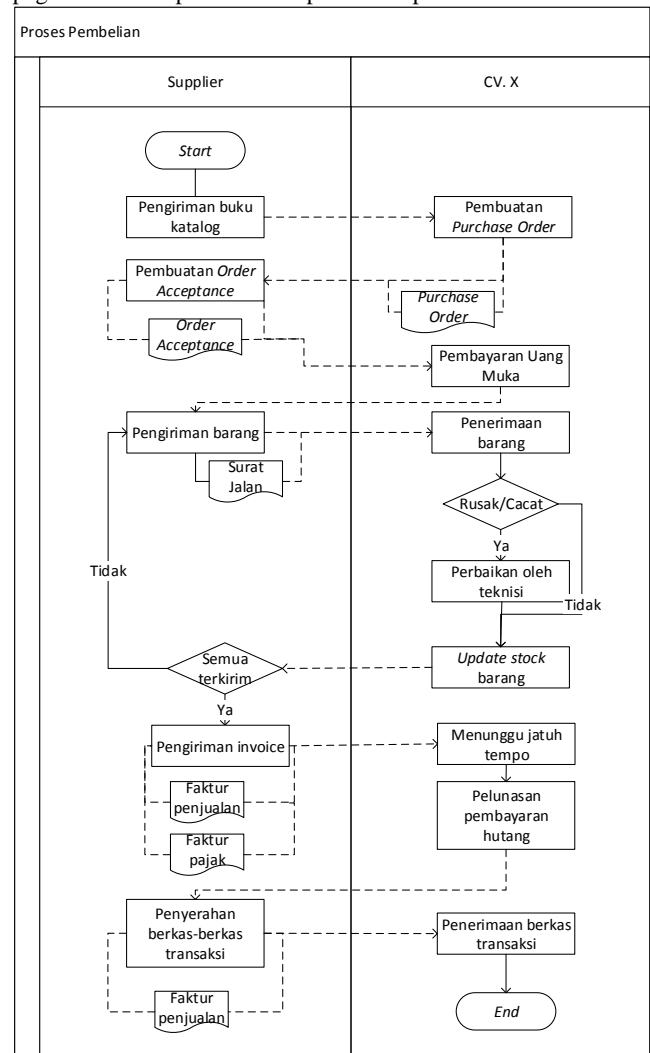 Proses Pembelian
Supplier
CV. X
Start
Pengiriman buku
katalog
Pembuatan
Purchase Order
Pembuatan Order
Acceptance
Purchase
Order
Order
Acceptance
Pembayaran Uang
Muka
Pengiriman barang
Penerimaan
barang
Surat
Jalan
Rusak/Cacat
Ya
Tidak
Perbaikan oleh
teknisi
Tidak
Semua
terkirim
Update stock
barang
Ya
Pengiriman invoice
Menunggu jatuh
tempo
Faktur
penjualan
Pelunasan
pembayaran
hutang
Faktur
pajak
Penyerahan
berkas-berkas
transaksi
Penerimaan berkas
transaksi
Faktur
penjualan
End